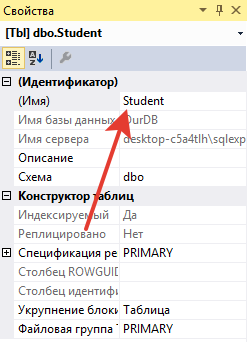 Свойства
[Tbl] dbo.Student
(Идентификатор)
(Имя) Student
Имя базы данных OurDB
Имя сервера desktop-c5a4tlh\sqlexp
Описание
Схема dbo
Конструктор таблиц
Индексируемый Да
Реплицировано Нет
Спецификация ре PRIMARY
Столбец ROWGUID
Столбец идентифи
Укрупнение блоки Таблица
Файловая группа T PRIMARY